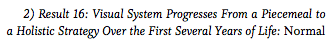 2) Result 16: Visual System Progresses From a Piecemeal to
a Holistic Strategy Over the First Several Years of Life: Normal